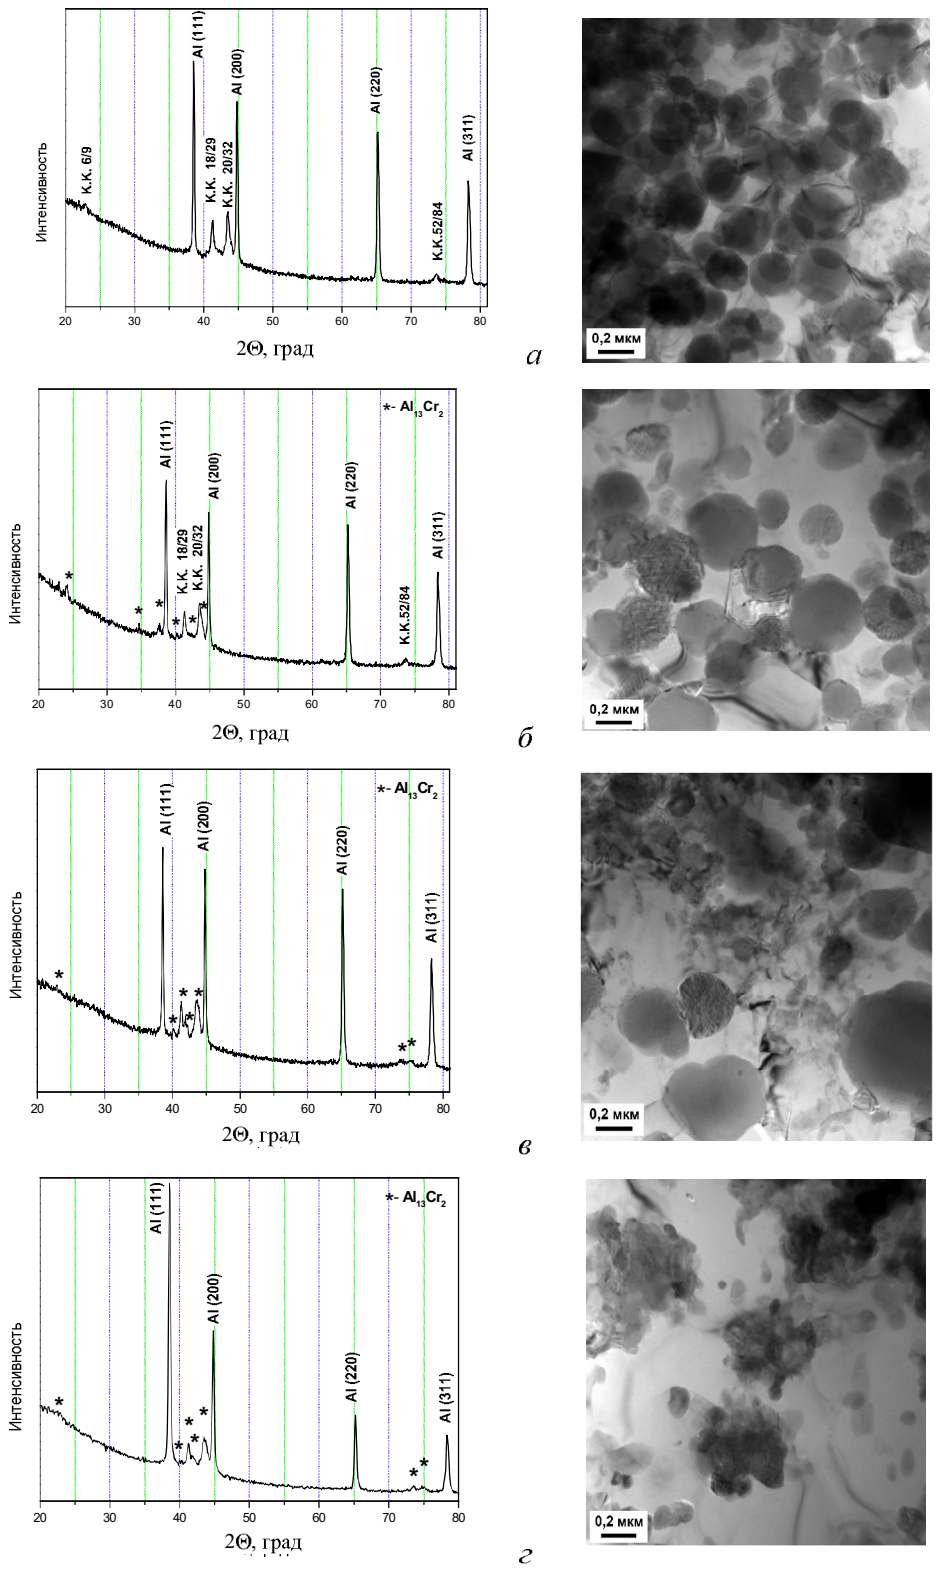 Al (111)
Al (200)
Al (220)
Al (311)
К.К. 6/9
К.К. 18/29
К.К. 20/32
К.К.52/84
Интенсивность
20 30 40 50 60 70 80
2Θ, град
а
0,2 мкм
*- Al13Cr2
Al (111)
Al (200)
Al (220)
Al (311)
* * * * * *
К.К. 18/29
К.К. 20/32
К.К.52/84
Интенсивность
20 30 40 50 60 70 80
2Θ, град
б
0,2 мкм
*- Al13Cr2
Al (111)
Al (200)
Al (220)
Al (311)
* * * * * * *
Интенсивность
20 30 40 50 60 70 80
2Θ, град
в
0,2 мкм
*- Al13Cr2
Al (111)
Al (200)
Al (220)
Al (311)
* * * * * * *
Интенсивность
20 30 40 50 60 70 80
2Θ, град
г
0,2 мкм